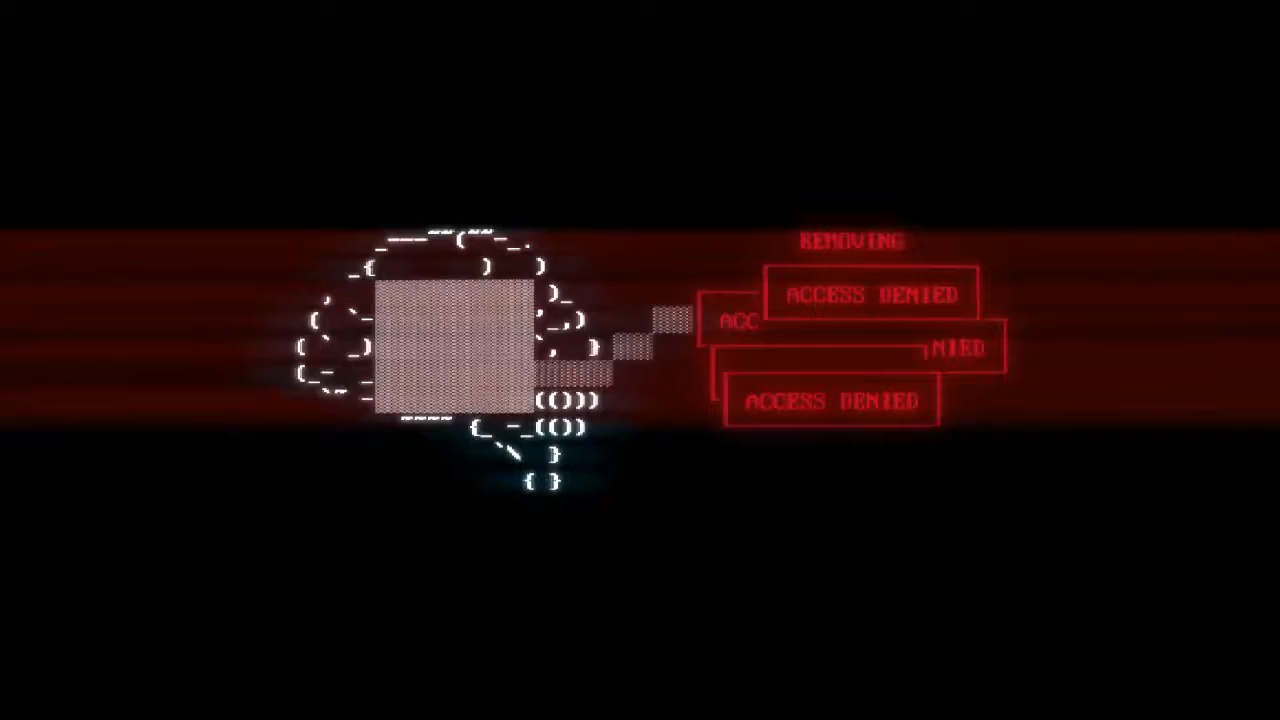 REMOVING
ACCESS DENIED
ACC
NIED
ACCESS DENIED